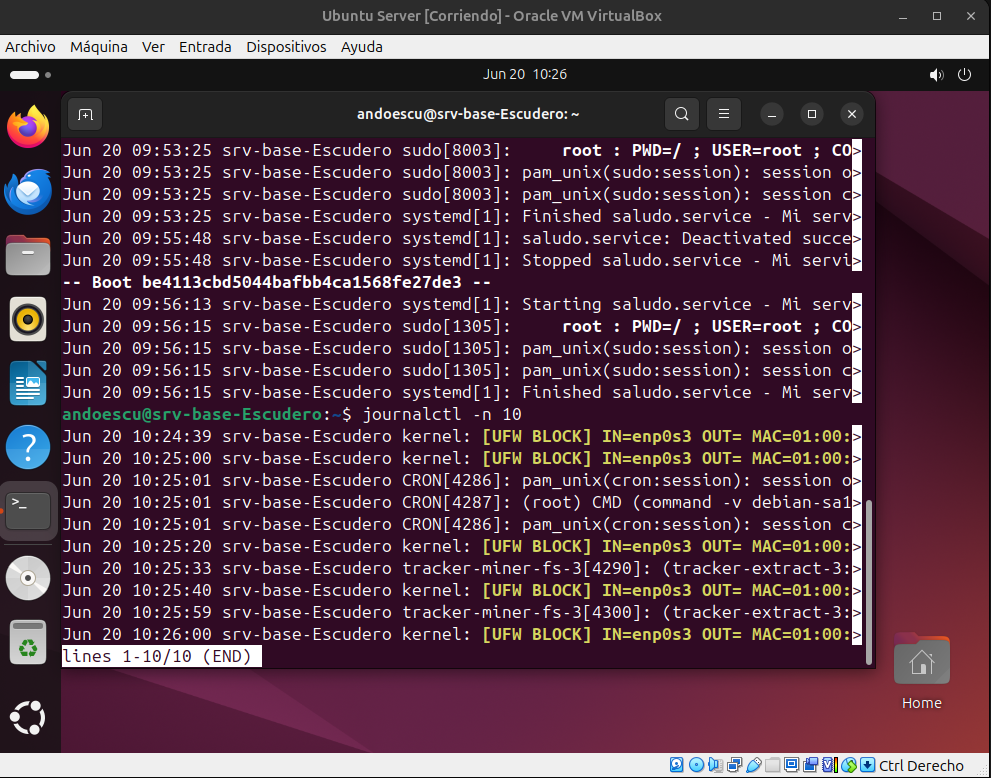 Ubuntu Server [Corriendo] - Oracle VM VirtualBox
Archivo Máquina Ver Entrada Dispositivos Ayuda
Jun 20 10:26
andoescu@srv-base-Escudero: ~
Jun 20 09:53:25 srv-base-Escudero sudo[8003]:     root : PWD=/ ; USER=root ; CO>
Jun 20 09:53:25 srv-base-Escudero sudo[8003]: pam_unix(sudo:session): session o>
Jun 20 09:53:25 srv-base-Escudero sudo[8003]: pam_unix(sudo:session): session c>
Jun 20 09:53:25 srv-base-Escudero systemd[1]: Finished saludo.service - Mi serv>
Jun 20 09:55:48 srv-base-Escudero systemd[1]: saludo.service: Deactivated succe>
Jun 20 09:55:48 srv-base-Escudero systemd[1]: Stopped saludo.service - Mi servi>
-- Boot be4113cbd5044bafbb4ca1568fe27de3 --
Jun 20 09:56:13 srv-base-Escudero systemd[1]: Starting saludo.service - Mi serv>
Jun 20 09:56:15 srv-base-Escudero sudo[1305]:     root : PWD=/ ; USER=root ; CO>
Jun 20 09:56:15 srv-base-Escudero sudo[1305]: pam_unix(sudo:session): session o>
Jun 20 09:56:15 srv-base-Escudero sudo[1305]: pam_unix(sudo:session): session c>
Jun 20 09:56:15 srv-base-Escudero systemd[1]: Finished saludo.service - Mi serv>
andoescu@srv-base-Escudero:~$ journalctl -n 10
Jun 20 10:24:39 srv-base-Escudero kernel: [UFW BLOCK] IN=enp0s3 OUT= MAC=01:00:>
Jun 20 10:25:00 srv-base-Escudero kernel: [UFW BLOCK] IN=enp0s3 OUT= MAC=01:00:>
Jun 20 10:25:01 srv-base-Escudero CRON[4286]: pam_unix(cron:session): session o>
Jun 20 10:25:01 srv-base-Escudero CRON[4287]: (root) CMD (command -v debian-sa1>
Jun 20 10:25:01 srv-base-Escudero CRON[4286]: pam_unix(cron:session): session c>
Jun 20 10:25:20 srv-base-Escudero kernel: [UFW BLOCK] IN=enp0s3 OUT= MAC=01:00:>
Jun 20 10:25:33 srv-base-Escudero tracker-miner-fs-3[4290]: (tracker-extract-3:>
Jun 20 10:25:40 srv-base-Escudero kernel: [UFW BLOCK] IN=enp0s3 OUT= MAC=01:00:>
Jun 20 10:25:59 srv-base-Escudero tracker-miner-fs-3[4300]: (tracker-extract-3:>
Jun 20 10:26:00 srv-base-Escudero kernel: [UFW BLOCK] IN=enp0s3 OUT= MAC=01:00:>
lines 1-10/10 (END)
Home
Ctrl Derecho